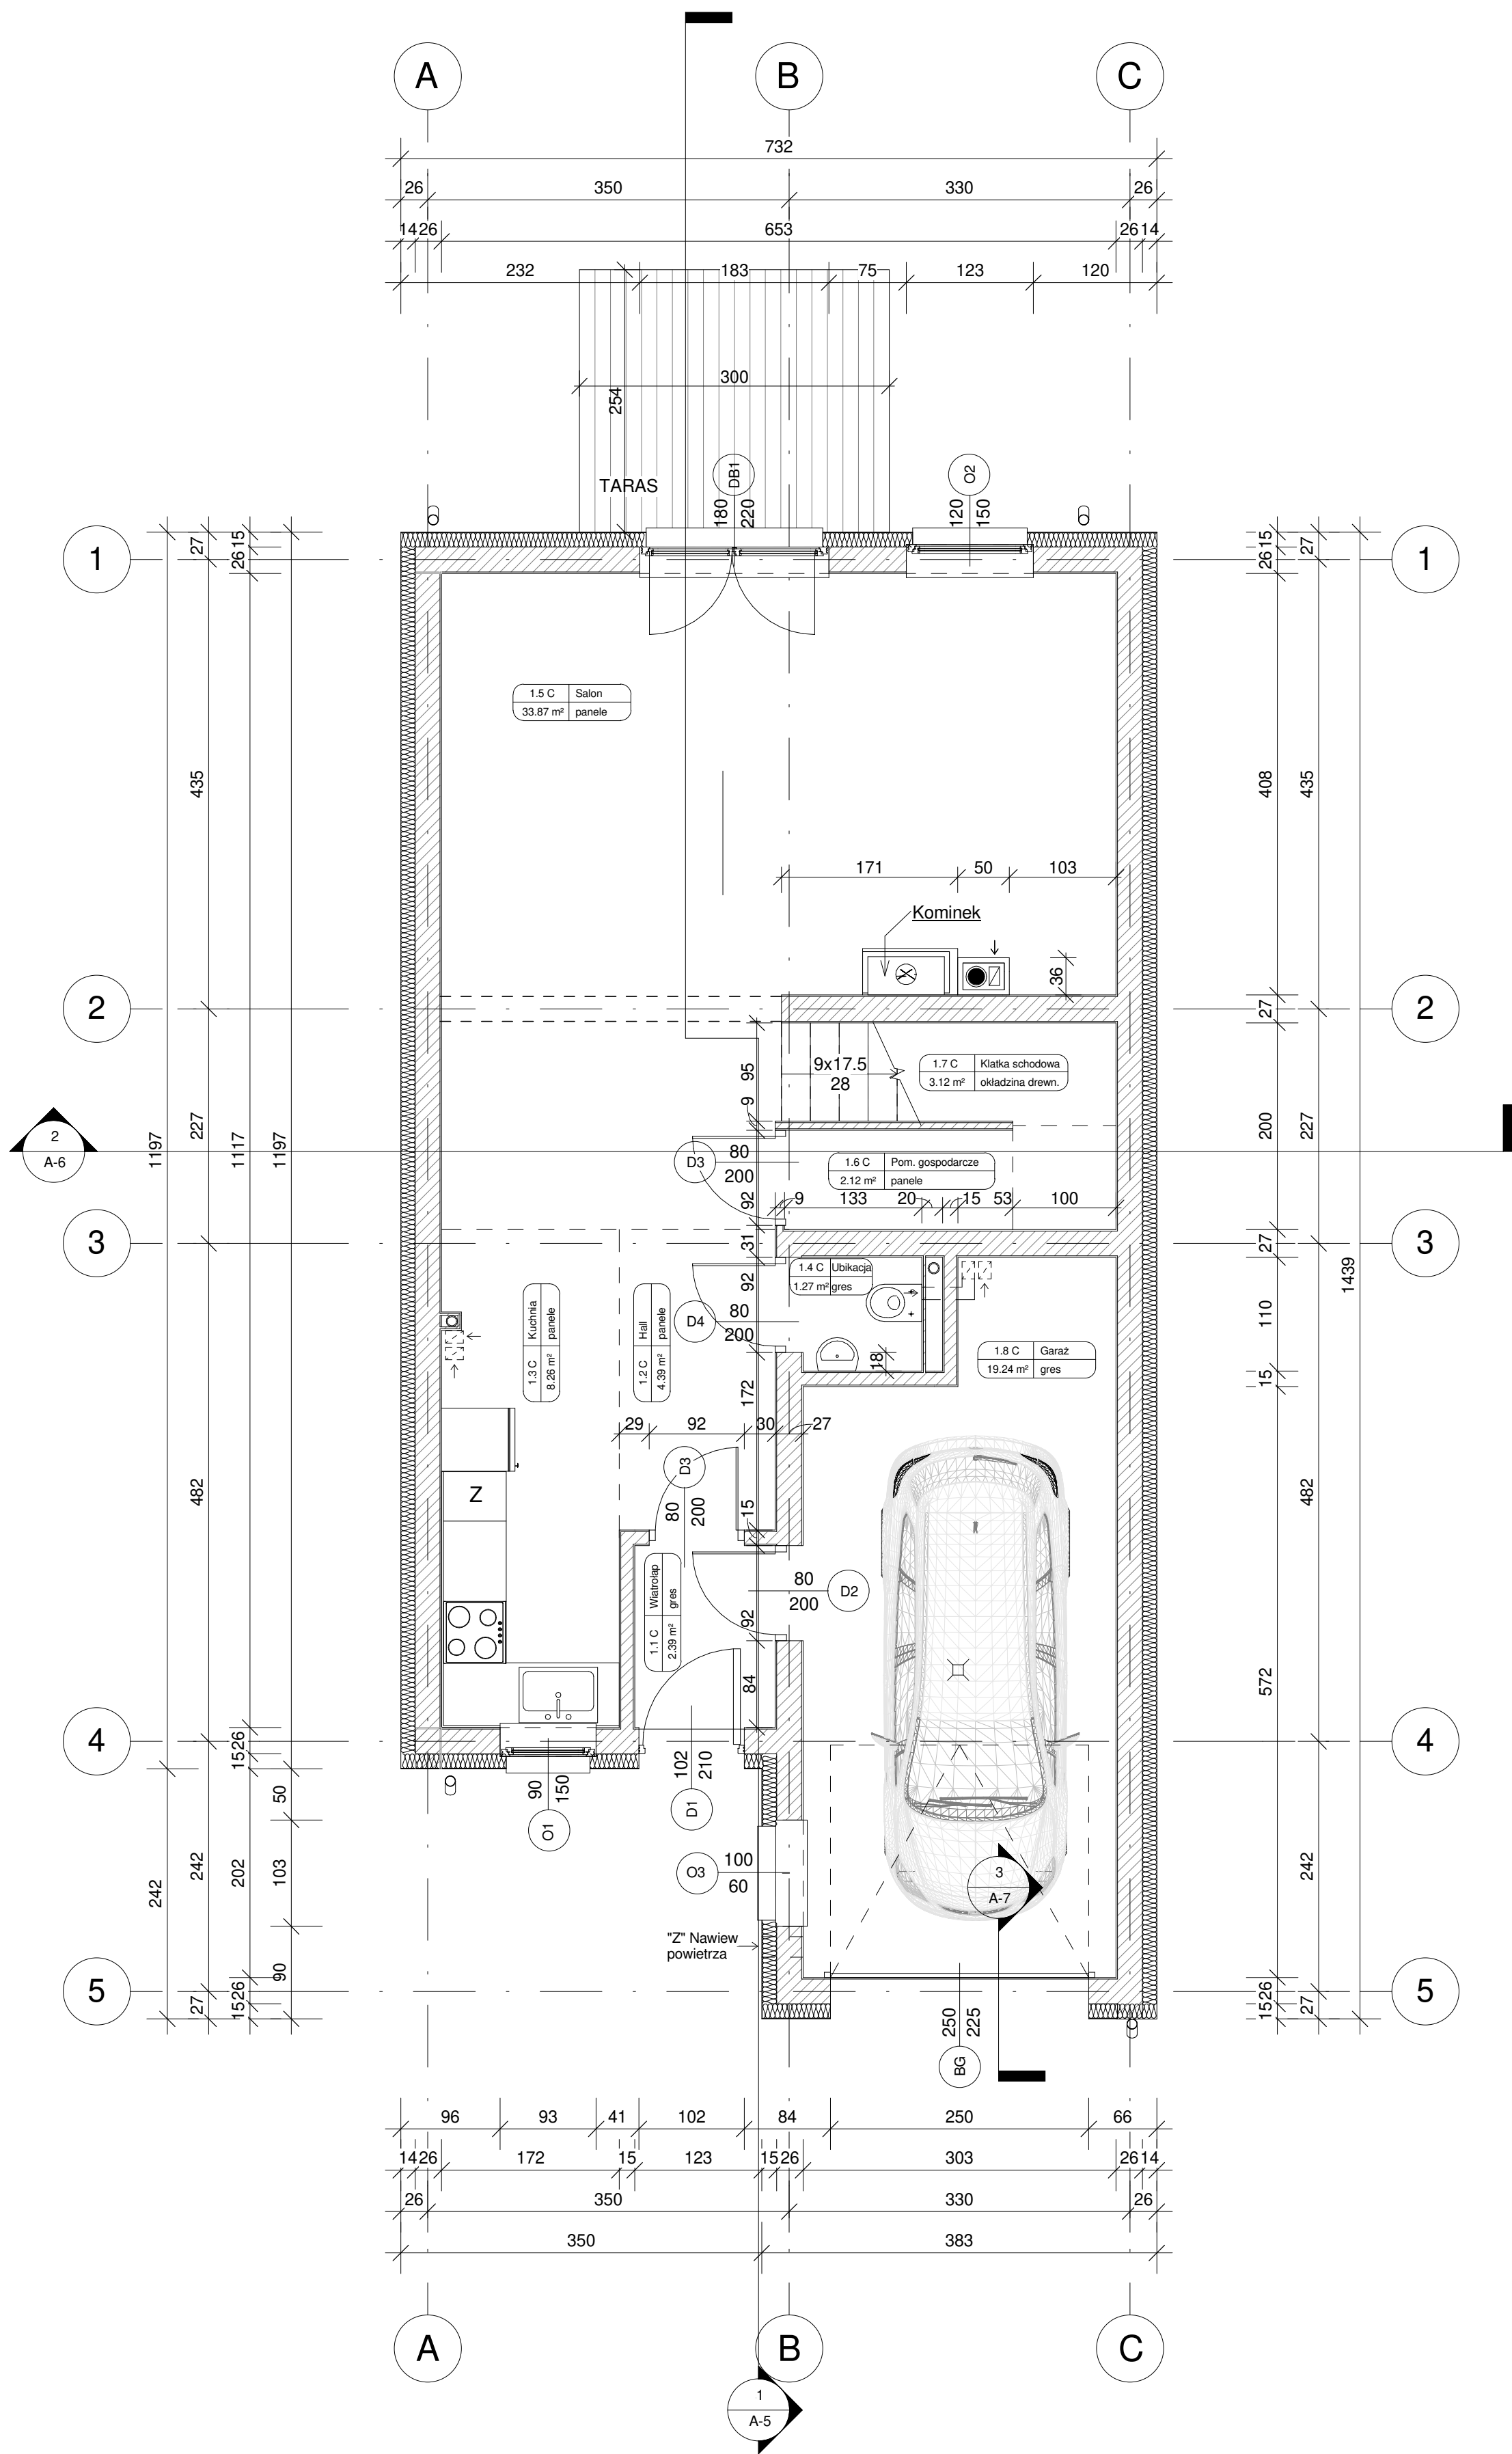 A B C
732
26 350 330 26
14 26 653 26 14
232 183 75 123 120
300
254
TARAS
DB1
180
220
O2
120
150
1
1
15
26
27
15
26
27
1.5 C Salon
33.87 m² panele
435
408
435
171 50 103
Kominek
36
2
2
27
9x17.5
28
1.7 C Klatka schodowa
3.12 m² okładzina drewn.
95
9
2
A-6
1197
227
1117
1197
200
227
D3
80
200
92
1.6 C Pom. gospodarcze
2.12 m² panele
9 133 20 15 53 100
3
3
31
27
1439
1.4 C Ubikacja
1.27 m² gres
92
D4
80
200
18
110
15
1.3 C Kuchnia
8.26 m² panele
1.2 C Hall
4.39 m² panele
1.8 C Garaż
19.24 m² gres
172
29 92 30 27
D3
80
200
15
Z
482
482
1.1 C Wiatrołap
2.39 m² gres
80
200
D2
92
84
572
4
4
26
15
102
210
D1
90
150
O1
50
103
90
242
242
202
242
O3
100
60
3
A-7
"Z" Nawiew
powietrza
5
5
26
15
27
26
15
27
250
225
BG
96 93 41 102 84 250 66
14 26 172 15 123 15 26 303 26 14
26 350 330 26
350 383
A B C
1
A-5